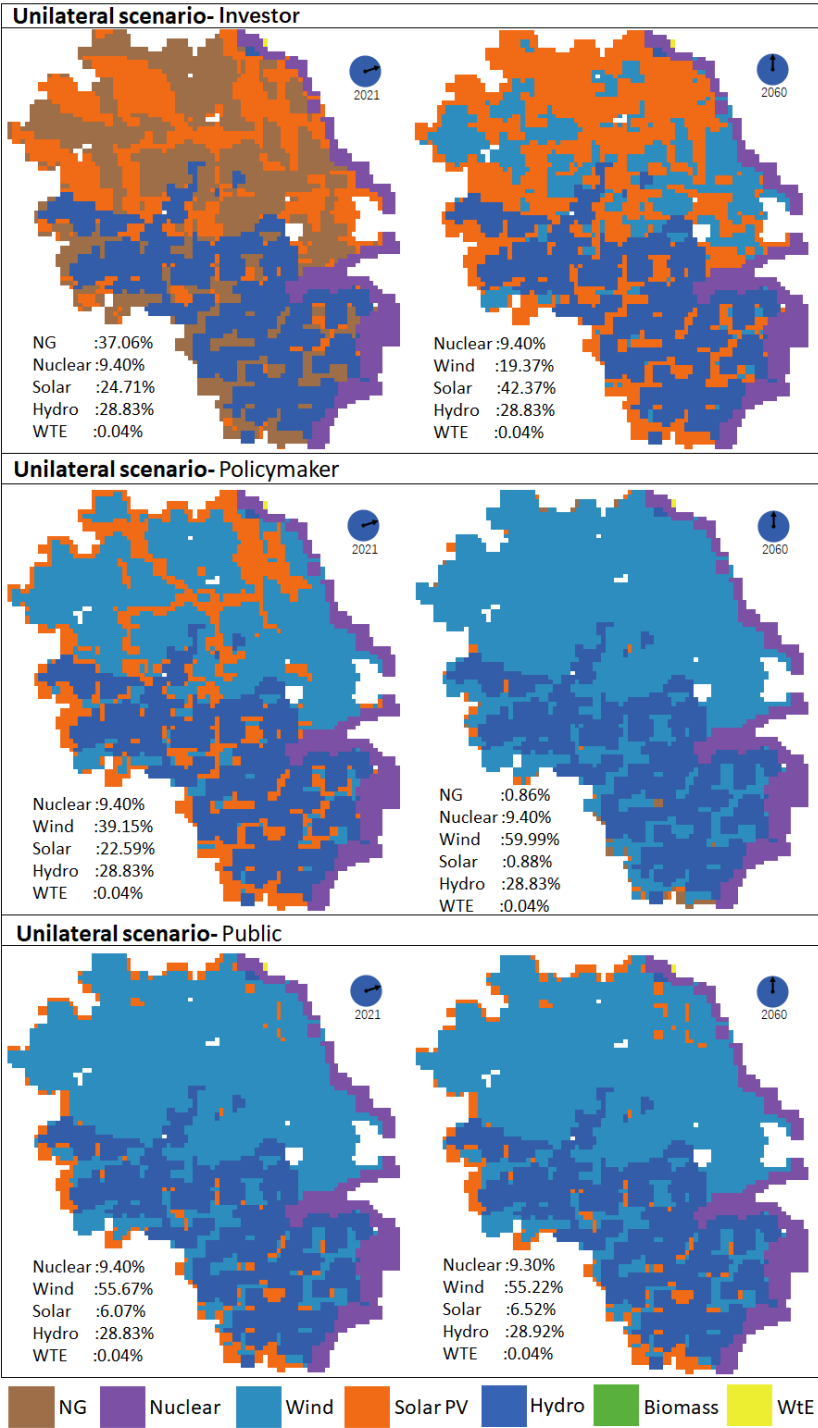 Unilateral scenario- Investor
2021
2060
NG :37.06%
Nuclear :9.40%
Solar :24.71%
Hydro :28.83%
WTE :0.04%
Nuclear :9.40%
Wind :19.37%
Solar :42.37%
Hydro :28.83%
WTE :0.04%
Unilateral scenario- Policymaker
2021
2060
Nuclear :9.40%
Wind :39.15%
Solar :22.59%
Hydro :28.83%
WTE :0.04%
NG :0.86%
Nuclear :9.40%
Wind :59.99%
Solar :0.88%
Hydro :28.83%
WTE :0.04%
Unilateral scenario- Public
2021
2060
Nuclear :9.40%
Wind :55.67%
Solar :6.07%
Hydro :28.83%
WTE :0.04%
Nuclear :9.30%
Wind :55.22%
Solar :6.52%
Hydro :28.92%
WTE :0.04%
NG Nuclear Wind Solar PV Hydro Biomass WtE